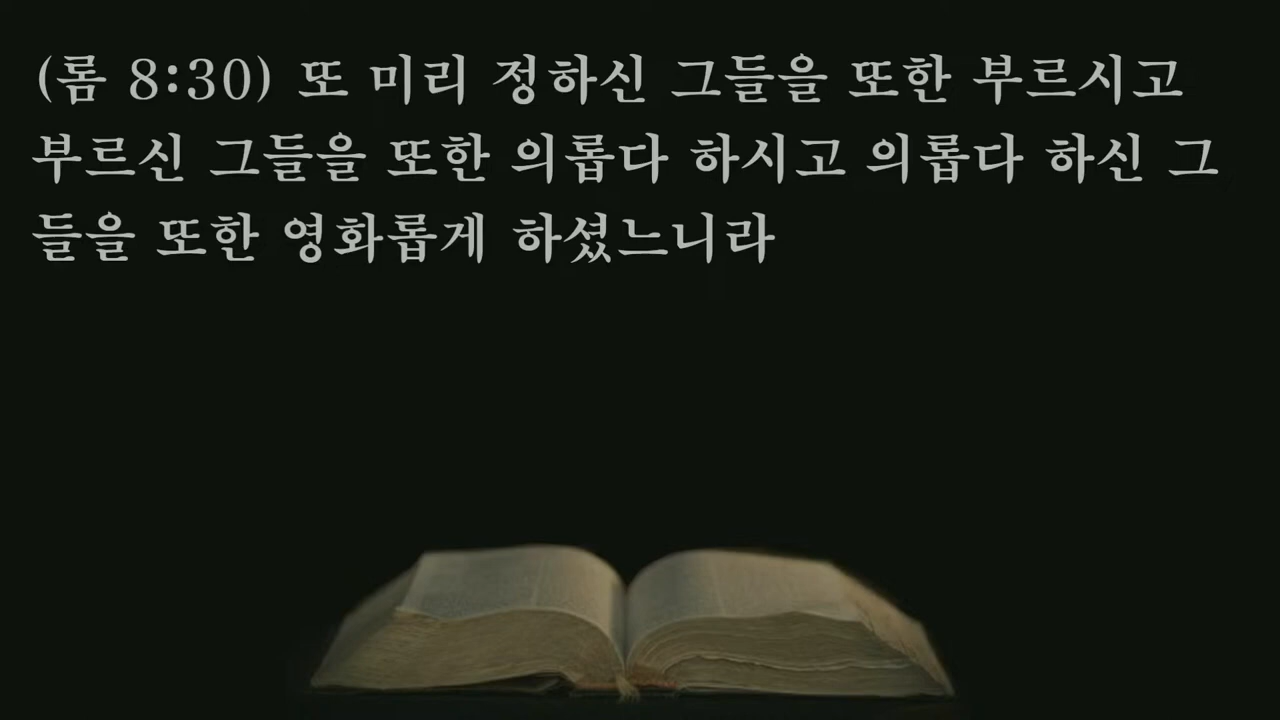 (롬 8:30) 또 미리 정하신 그들을 또한 부르시고
부르신 그들을 또한 의롭다 하시고 의롭다 하신 그
들을 또한 영화롭게 하셨느니라